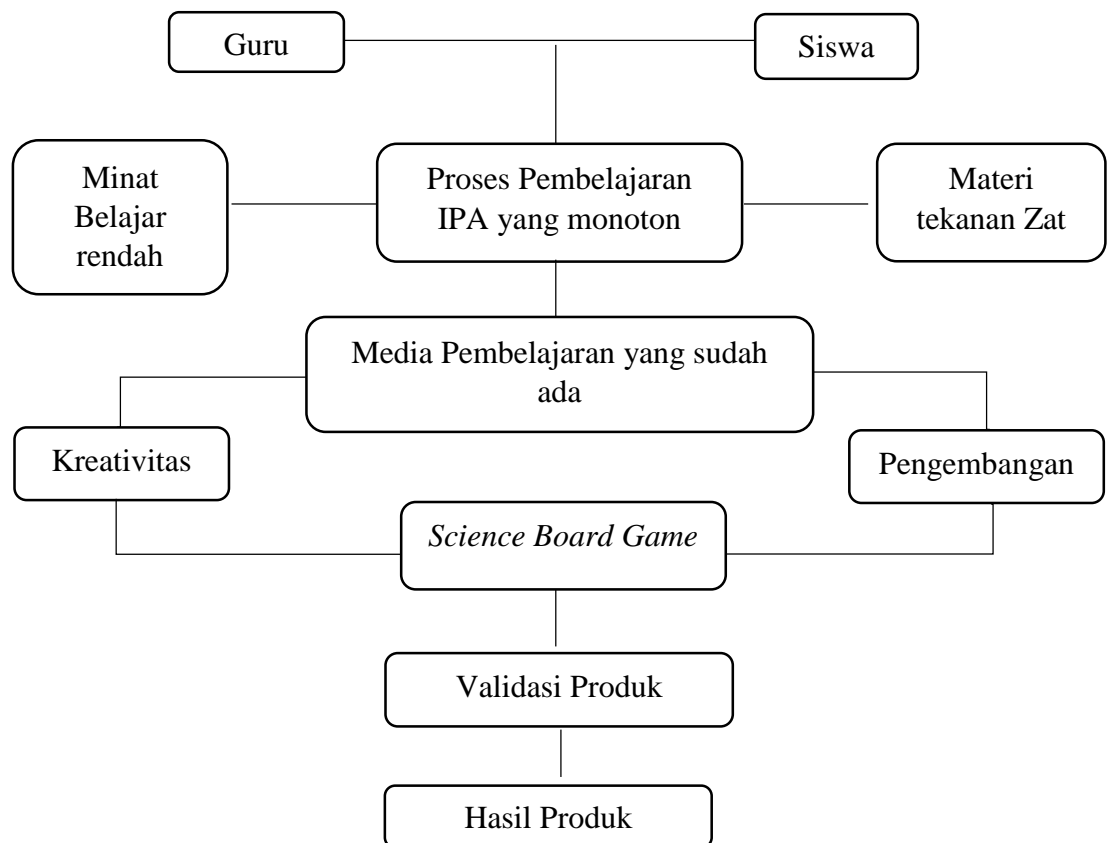 Guru
Siswa
Minat
Belajar
rendah
Proses Pembelajaran
IPA yang monoton
Materi
tekanan Zat
Media Pembelajaran yang sudah
ada
Kreativitas
Pengembangan
Science Board Game
Validasi Produk
Hasil Produk